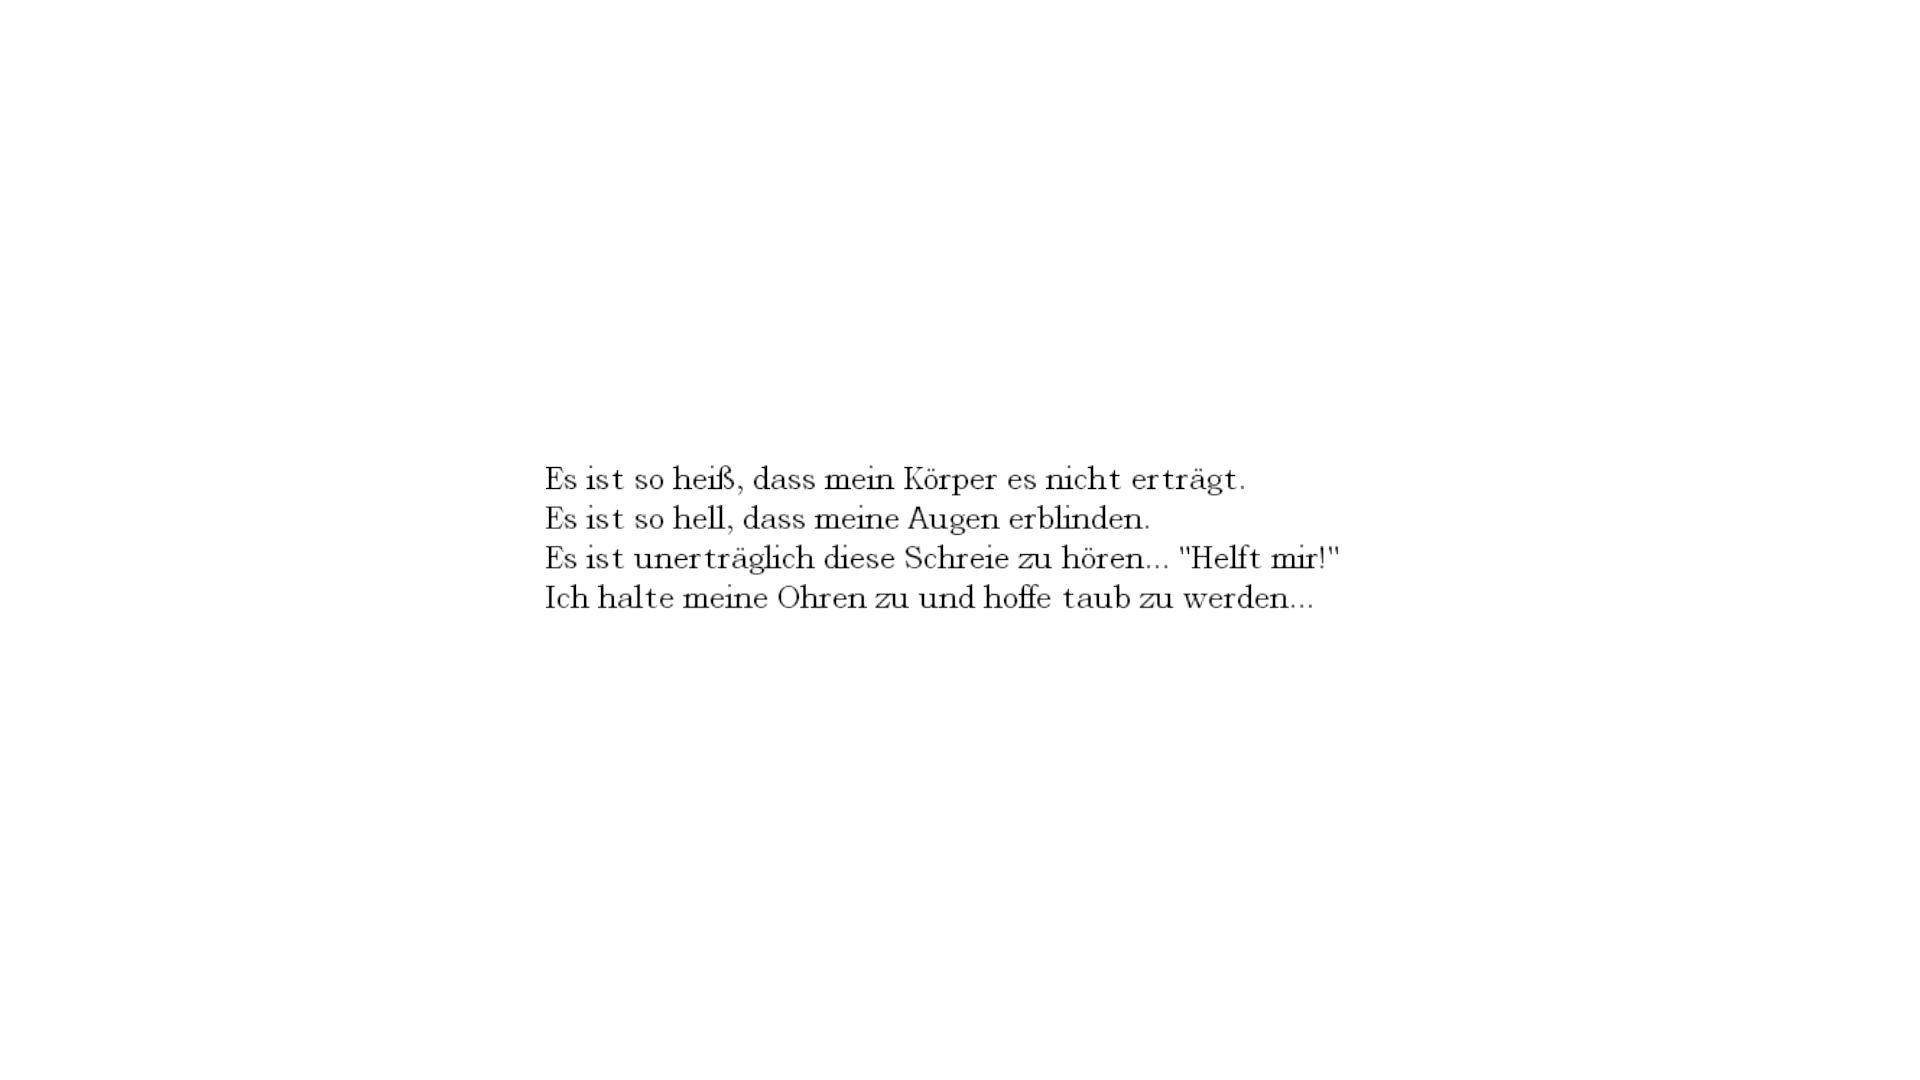 Es ist so heiß, dass mein Körper es nicht erträgt.
Es ist so hell, dass meine Augen erblinden.
Es ist unerträglich diese Schreie zu hören... "Helft mir!"
Ich halte meine Ohren zu und hoffe taub zu werden...